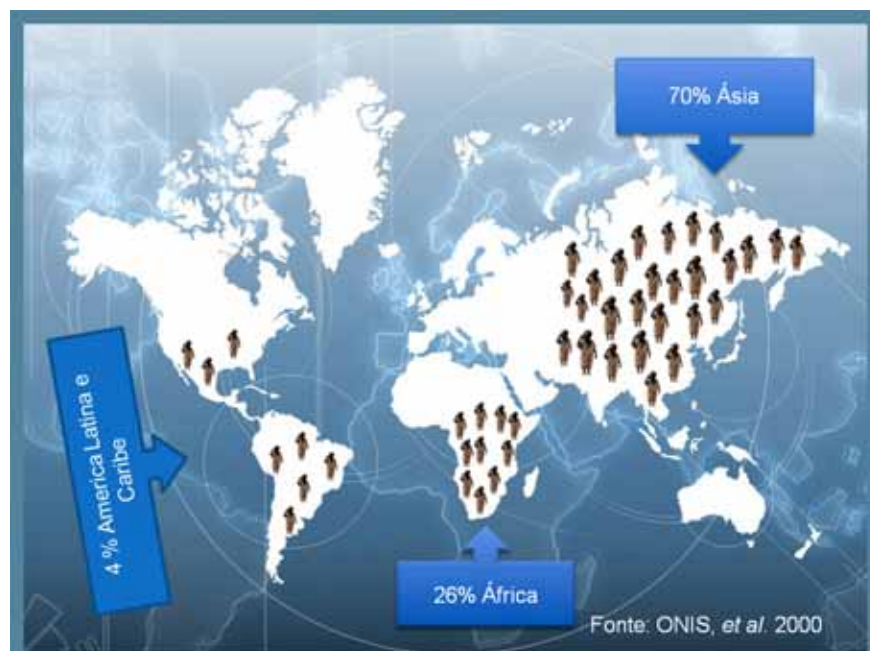 70% Ásia
4 % America Latina e
Caribe
26% África
Fonte: ONIS, et al. 2000